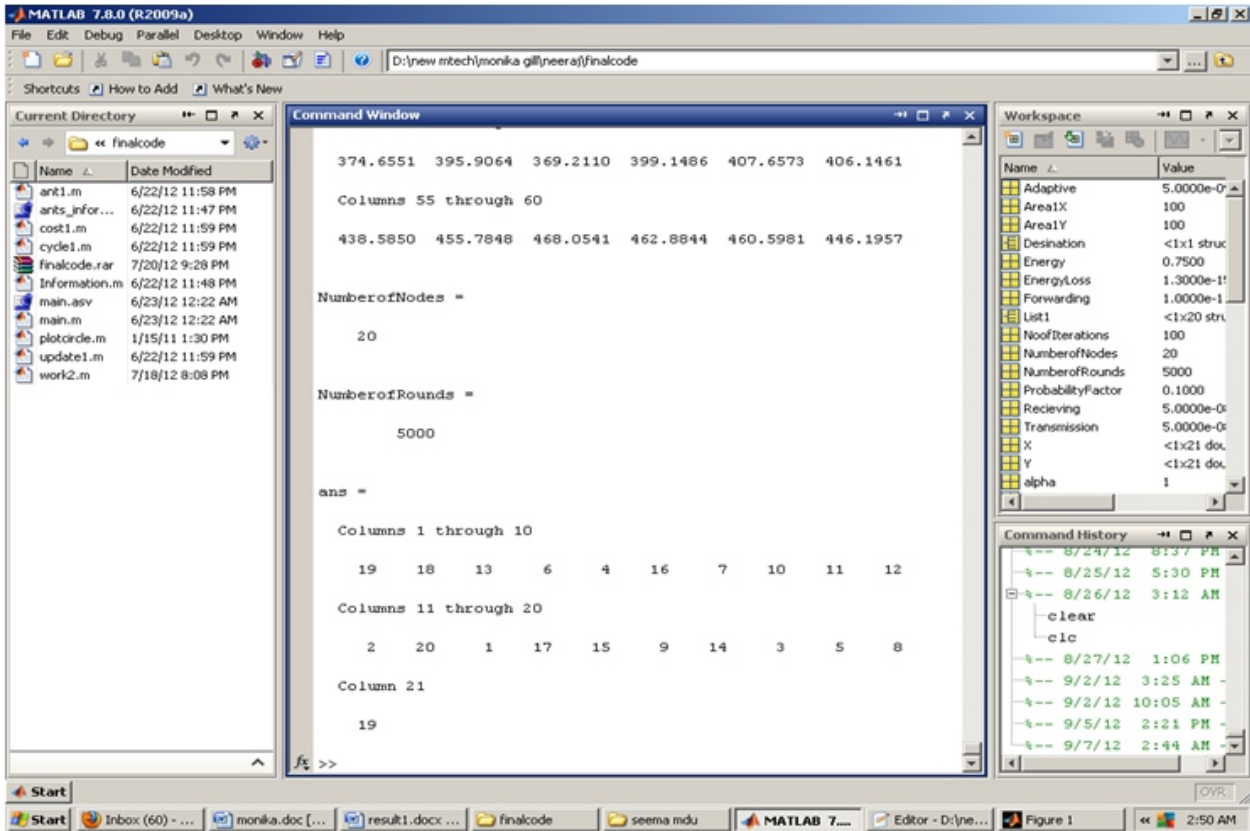 MATLAB 7.8.0 (R2009a)
File Edit Debug Parallel Desktop Window Help
D:\new mtech\monika gill\neeraj\finalcode
Shortcuts How to Add What's New
Current Directory
« finalcode
Name Date Modified
ant1.m 6/22/12 11:58 PM
ants_infor... 6/22/12 11:47 PM
cost1.m 6/22/12 11:59 PM
cycle1.m 6/22/12 11:59 PM
finalcode.rar 7/20/12 9:28 PM
Information.m 6/22/12 11:48 PM
main.asv 6/23/12 12:22 AM
main.m 6/23/12 12:22 AM
plotcircle.m 1/15/11 1:30 PM
update1.m 6/22/12 11:59 PM
work2.m 7/18/12 8:08 PM
Command Window
374.6551 395.9064 369.2110 399.1486 407.6573 406.1461
Columns 55 through 60
438.5850 455.7848 468.0541 462.8844 460.5981 446.1957
NumberofNodes =
20
NumberofRounds =
5000
ans =
Columns 1 through 10
19 18 13 6 4 16 7 10 11 12
Columns 11 through 20
2 20 1 17 15 9 14 3 5 8
Column 21
19
fx >>
Workspace
Name Value
Adaptive 5.0000e-0
Area1X 100
Area1Y 100
Desination <1x1 struc
Energy 0.7500
EnergyLoss 1.3000e-1
Forwarding 1.0000e-1
List1 <1x20 stru
NoofIterations 100
NumberofNodes 20
NumberofRounds 5000
ProbabilityFactor 0.1000
Recieving 5.0000e-0
Transmission 5.0000e-0
X <1x21 dou
Y <1x21 dou
alpha 1
Command History
%-- 8/24/12 8:37 PM
%-- 8/25/12 5:30 PM
%-- 8/26/12 3:12 AM
clear
clc
%-- 8/27/12 1:06 PM
%-- 9/2/12 3:25 AM -
%-- 9/2/12 10:05 AM -
%-- 9/5/12 2:21 PM -
%-- 9/7/12 2:44 AM -
Start
OVR
Start Inbox (60) - ... monika.doc [... result1.docx ... finalcode seema mdu MATLAB 7.... Editor - D:\ne... Figure 1 « 2:50 AM